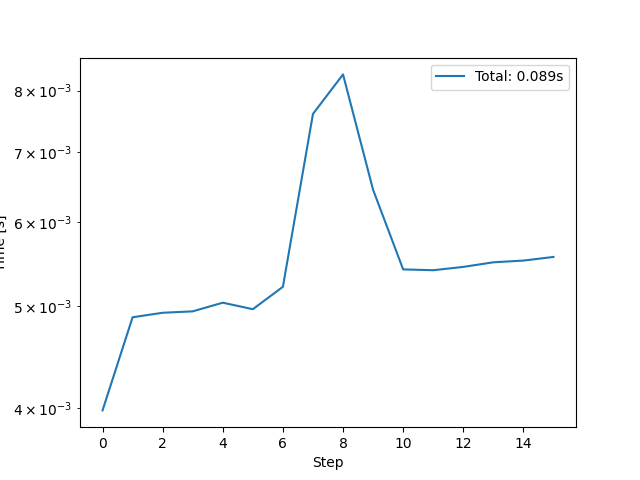 Total: 0.089s
8 × 10⁻³
7 × 10⁻³
6 × 10⁻³
5 × 10⁻³
4 × 10⁻³
Time [s]
0 2 4 6 8 10 12 14
Step